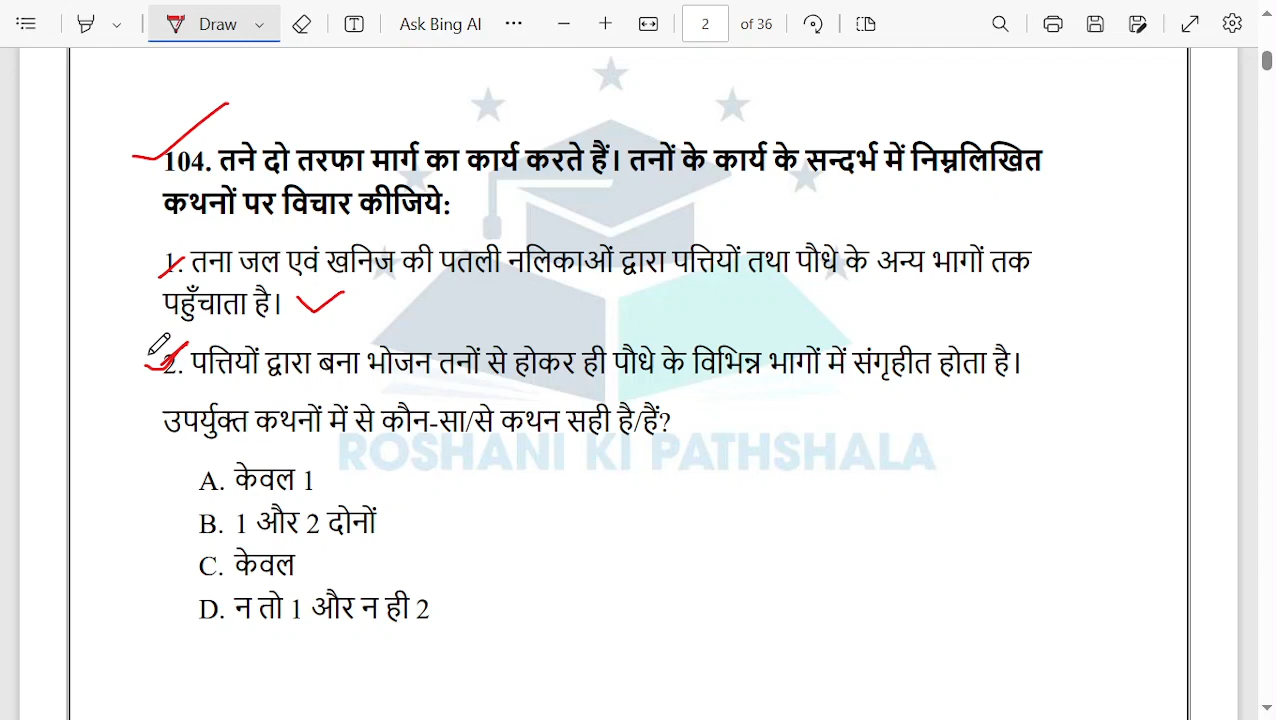 Draw
Ask Bing AI
2 of 36
104. तने दो तरफा मार्ग का कार्य करते हैं। तनों के कार्य के सन्दर्भ में निम्नलिखित
कथनों पर विचार कीजिये:
1. तना जल एवं खनिज की पतली नलिकाओं द्वारा पत्तियों तथा पौधे के अन्य भागों तक
पहुँचाता है।
2. पत्तियों द्वारा बना भोजन तनों से होकर ही पौधे के विभिन्न भागों में संगृहीत होता है।
उपर्युक्त कथनों में से कौन-सा/से कथन सही है/हैं?
ROSHANI KI PATHSHALA
A. केवल 1
B. 1 और 2 दोनों
C. केवल
D. न तो 1 और न ही 2